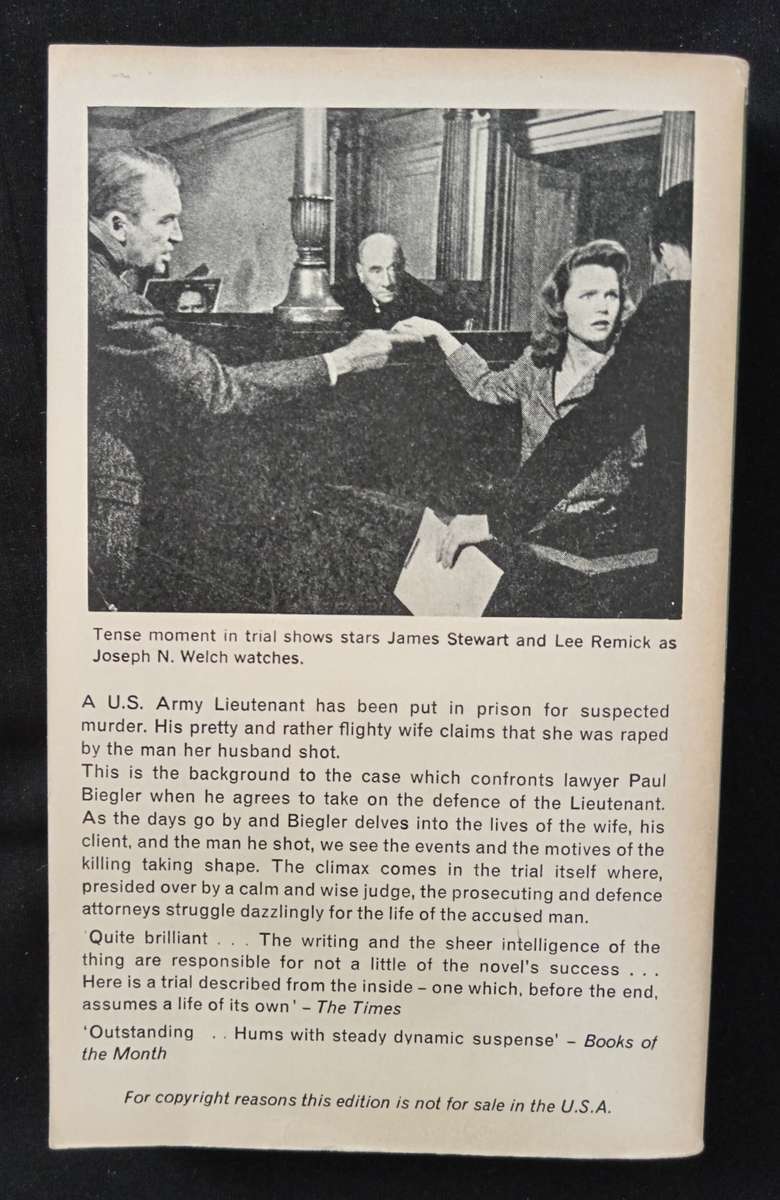 Tense moment in trial shows stars James Stewart and Lee Remick as
Joseph N. Welch watches.
A U.S. Army Lieutenant has been put in prison for suspected
murder. His pretty and rather flighty wife claims that she was raped
by the man her husband shot.
This is the background to the case which confronts lawyer Paul
Biegler when he agrees to take on the defence of the Lieutenant.
As the days go by and Biegler delves into the lives of the wife, his
client, and the man he shot, we see the events and the motives of the
killing taking shape. The climax comes in the trial itself where,
presided over by a calm and wise judge, the prosecuting and defence
attorneys struggle dazzlingly for the life of the accused man.
'Quite brilliant . . . The writing and the sheer intelligence of the
thing are responsible for not a little of the novel's success . . .
Here is a trial described from the inside – one which, before the end,
assumes a life of its own' – The Times
'Outstanding . . Hums with steady dynamic suspense' – Books of
the Month
For copyright reasons this edition is not for sale in the U.S.A.